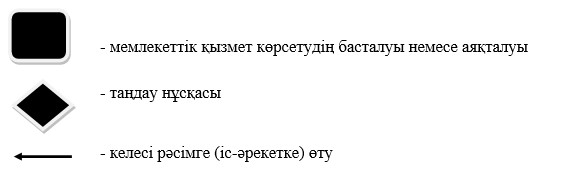 - мемлекеттік қызмет көрсетудің басталуы немесе аяқталуы
- таңдау нұсқасы
- келесі рәсімге (іс-әрекетке) өту